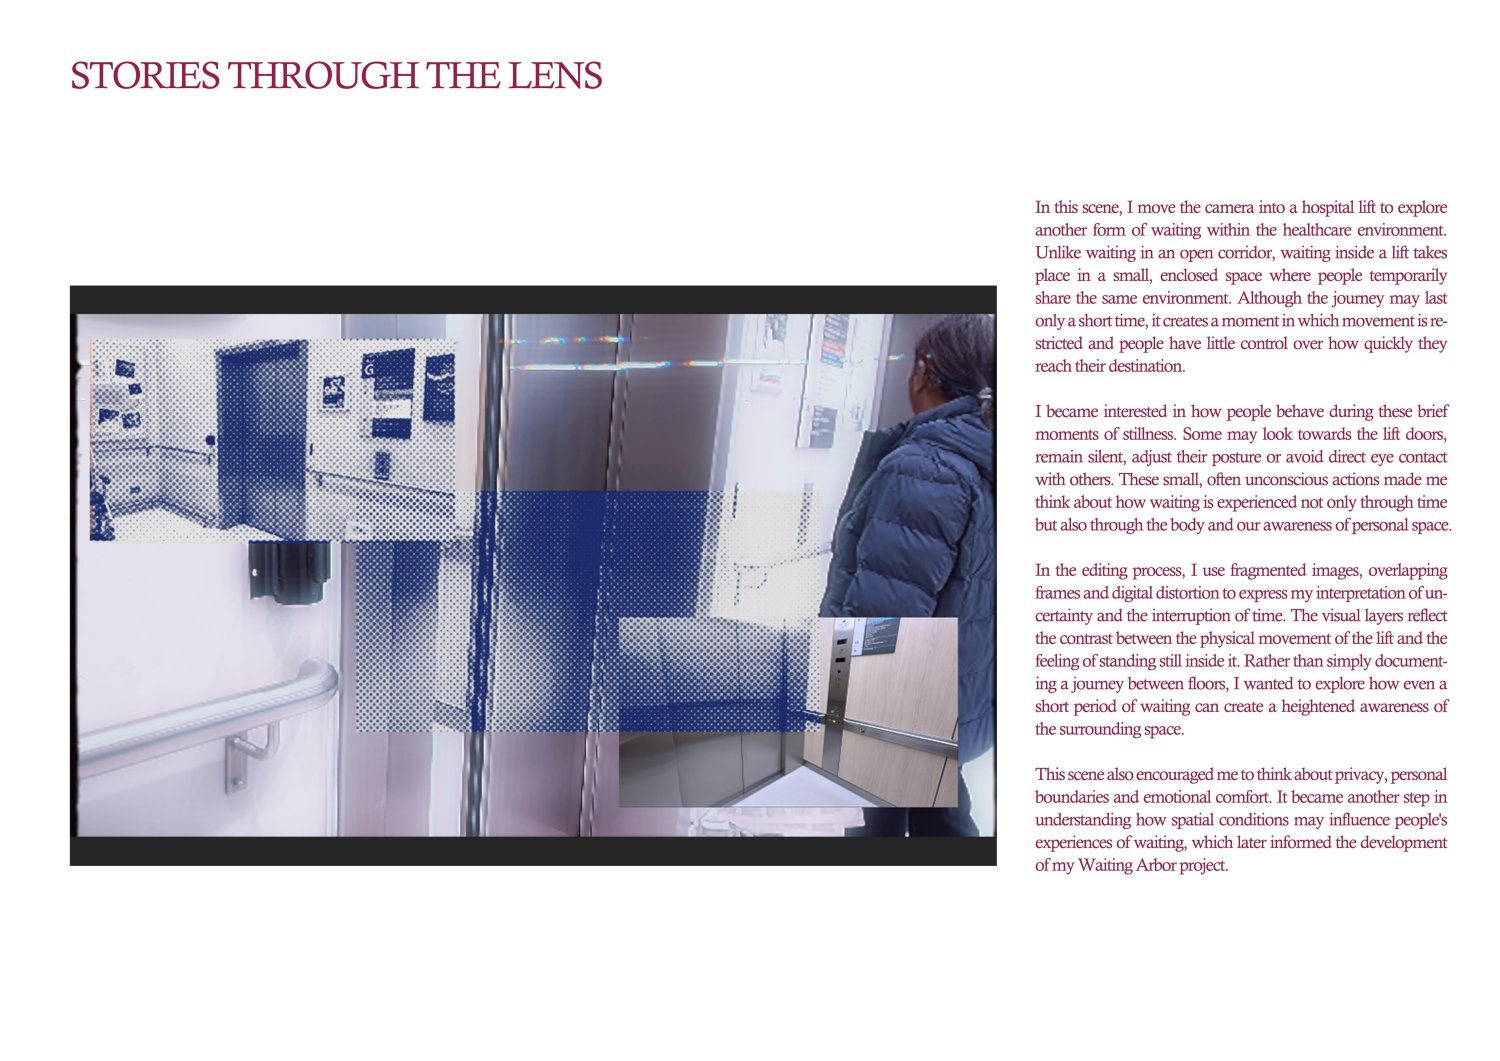 STORIES THROUGH THE LENS
In this scene, I move the camera into a hospital lift to explore
another form of waiting within the healthcare environment.
Unlike waiting in an open corridor, waiting inside a lift takes
place in a small, enclosed space where people temporarily
share the same environment. Although the journey may last
only a short time, it creates a moment in which movement is re-
stricted and people have little control over how quickly they
reach their destination.
I became interested in how people behave during these brief
moments of stillness. Some may look towards the lift doors,
remain silent, adjust their posture or avoid direct eye contact
with others. These small, often unconscious actions made me
think about how waiting is experienced not only through time
but also through the body and our awareness of personal space.
In the editing process, I use fragmented images, overlapping
frames and digital distortion to express my interpretation of un-
certainty and the interruption of time. The visual layers reflect
the contrast between the physical movement of the lift and the
feeling of standing still inside it. Rather than simply document-
ing a journey between floors, I wanted to explore how even a
short period of waiting can create a heightened awareness of
the surrounding space.
This scene also encouraged me to think about privacy, personal
boundaries and emotional comfort. It became another step in
understanding how spatial conditions may influence people's
experiences of waiting, which later informed the development
of my Waiting Arbor project.
G